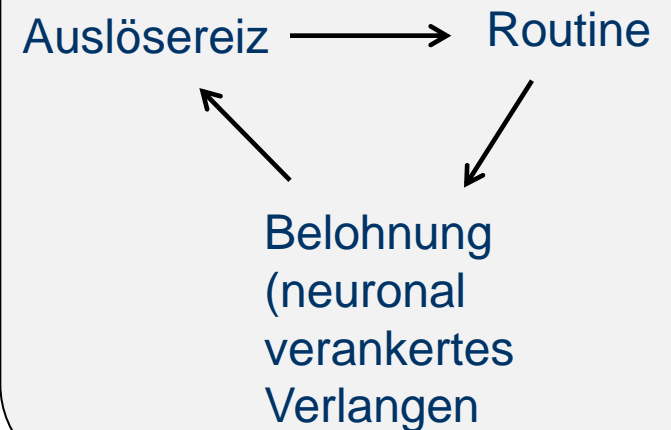 Auslösereiz
Routine
Belohnung
(neuronal
verankertes
Verlangen